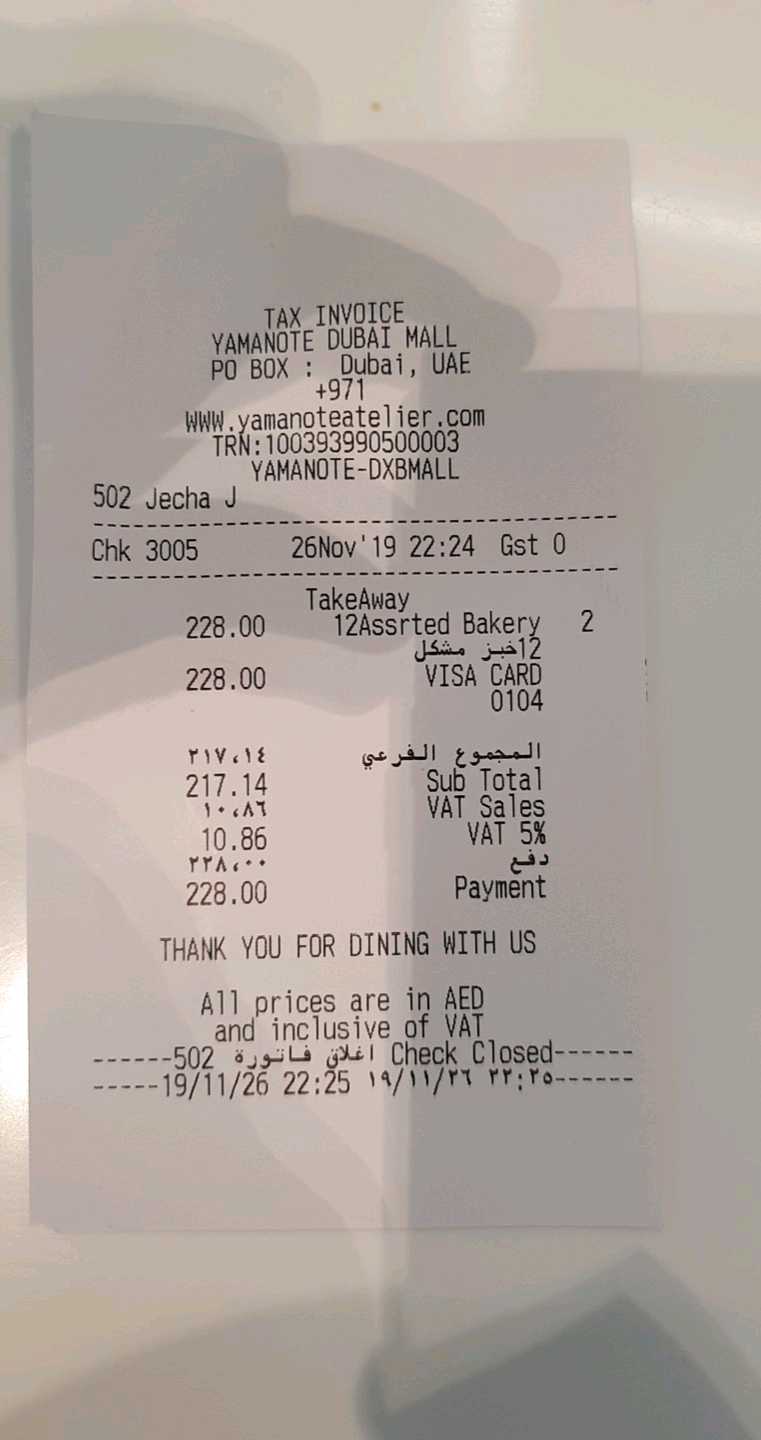 TAX INVOICE
YAMANOTE DUBAI MALL
PO BOX : Dubai, UAE
+971
WWW.yamanoteatelier.com
TRN:100393990500003
YAMANOTE-DXBMALL
502 Jecha J
Chk 3005 26Nov'19 22:24 Gst 0
TakeAway
228.00 12Assrted Bakery 2
12خبز مشكل
228.00 VISA CARD
0104
المجموع الفرعي ٢١٧،١٤
217.14 Sub Total
١٠،٨٦ VAT Sales
10.86 VAT 5%
دفع ٢٢٨،٠٠
228.00 Payment
THANK YOU FOR DINING WITH US
All prices are in AED
and inclusive of VAT
------502 اغلاق فاتورة Check Closed------
-----19/11/26 22:25 ١٩/١١/٢٦ ٢٢:٢٥------